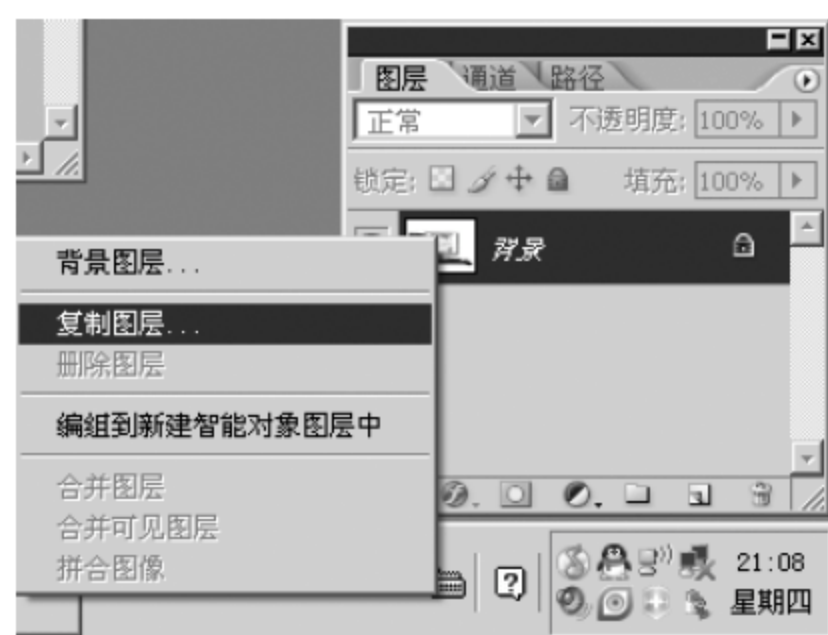 图层 通道 路径
正常 不透明度: 100%
锁定: 填充: 100%
背景
背景图层...
复制图层...
删除图层
编组到新建智能对象图层中
合并图层
合并可见图层
拼合图像
21:08
星期四